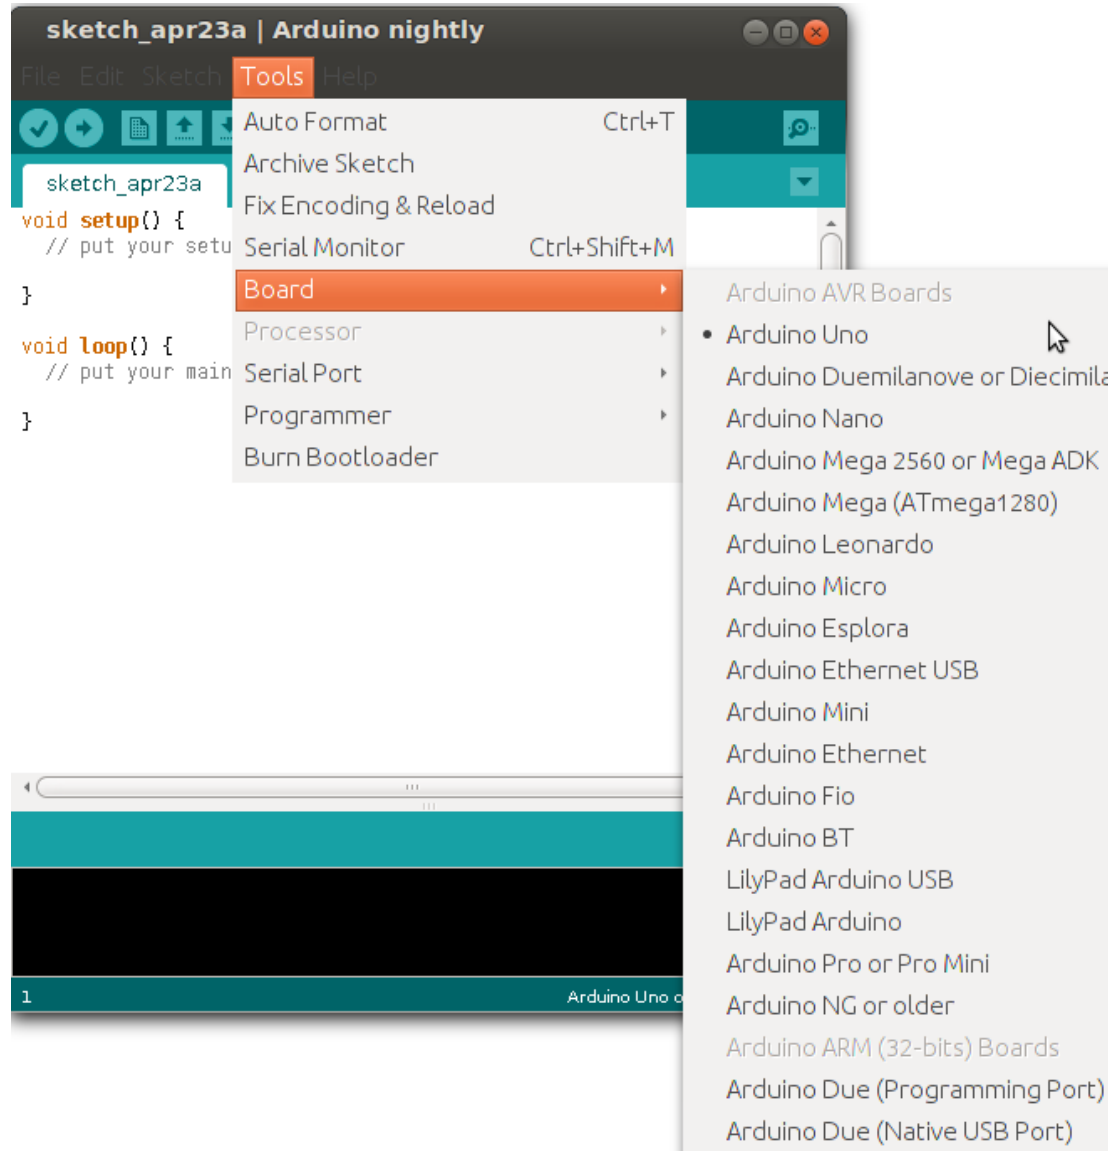 sketch_apr23a | Arduino nightly
File Edit Sketch Tools Help
Auto Format Ctrl+T
Archive Sketch
sketch_apr23a
Fix Encoding & Reload
void setup() {
// put your setu
Serial Monitor Ctrl+Shift+M
Board
}
Processor
void loop() {
// put your main
Serial Port
Programmer
}
Burn Bootloader
Arduino AVR Boards
• Arduino Uno
Arduino Duemilanove or Diecimila
Arduino Nano
Arduino Mega 2560 or Mega ADK
Arduino Mega (ATmega1280)
Arduino Leonardo
Arduino Micro
Arduino Esplora
Arduino Ethernet USB
Arduino Mini
Arduino Ethernet
Arduino Fio
Arduino BT
LilyPad Arduino USB
LilyPad Arduino
Arduino Pro or Pro Mini
Arduino NG or older
Arduino ARM (32-bits) Boards
Arduino Due (Programming Port)
Arduino Due (Native USB Port)
1 Arduino Uno o